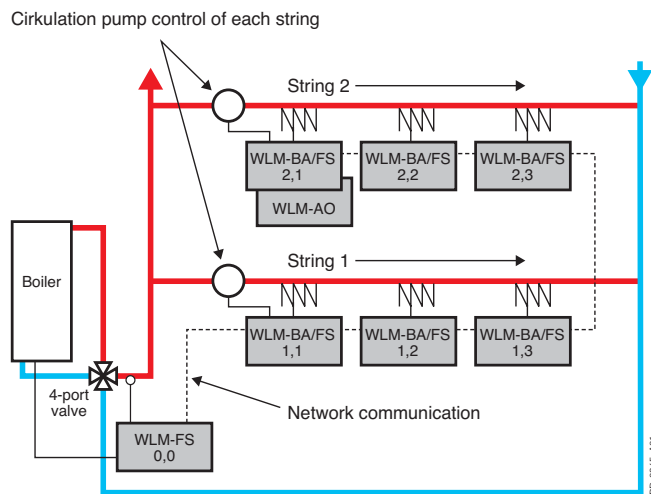 Cirkulation pump control of each string
String 2
WLM-BA/FS
2,1
WLM-BA/FS
2,2
WLM-BA/FS
2,3
WLM-AO
String 1
Boiler
WLM-BA/FS
1,1
WLM-BA/FS
1,2
WLM-BA/FS
1,3
4-port
valve
Network communication
WLM-FS
0,0